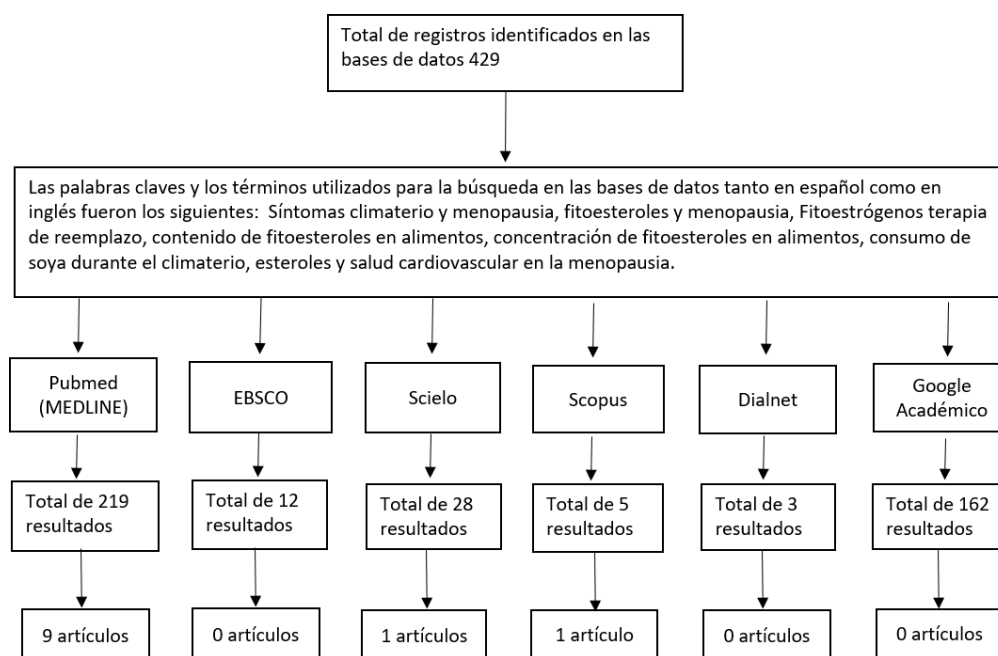 Total de registros identificados en las
bases de datos 429
Las palabras claves y los términos utilizados para la búsqueda en las bases de datos tanto en español como en
inglés fueron los siguientes: Síntomas climaterio y menopausia, fitoesteroles y menopausia, Fitoestrógenos terapia
de reemplazo, contenido de fitoesteroles en alimentos, concentración de fitoesteroles en alimentos, consumo de
soya durante el climaterio, esteroles y salud cardiovascular en la menopausia.
Pubmed
(MEDLINE)
EBSCO
Scielo
Scopus
Dialnet
Google
Académico
Total de 219
resultados
Total de 12
resultados
Total de 28
resultados
Total de 5
resultados
Total de 3
resultados
Total de 162
resultados
9 artículos
0 artículos
1 artículos
1 artículo
0 artículos
0 artículos